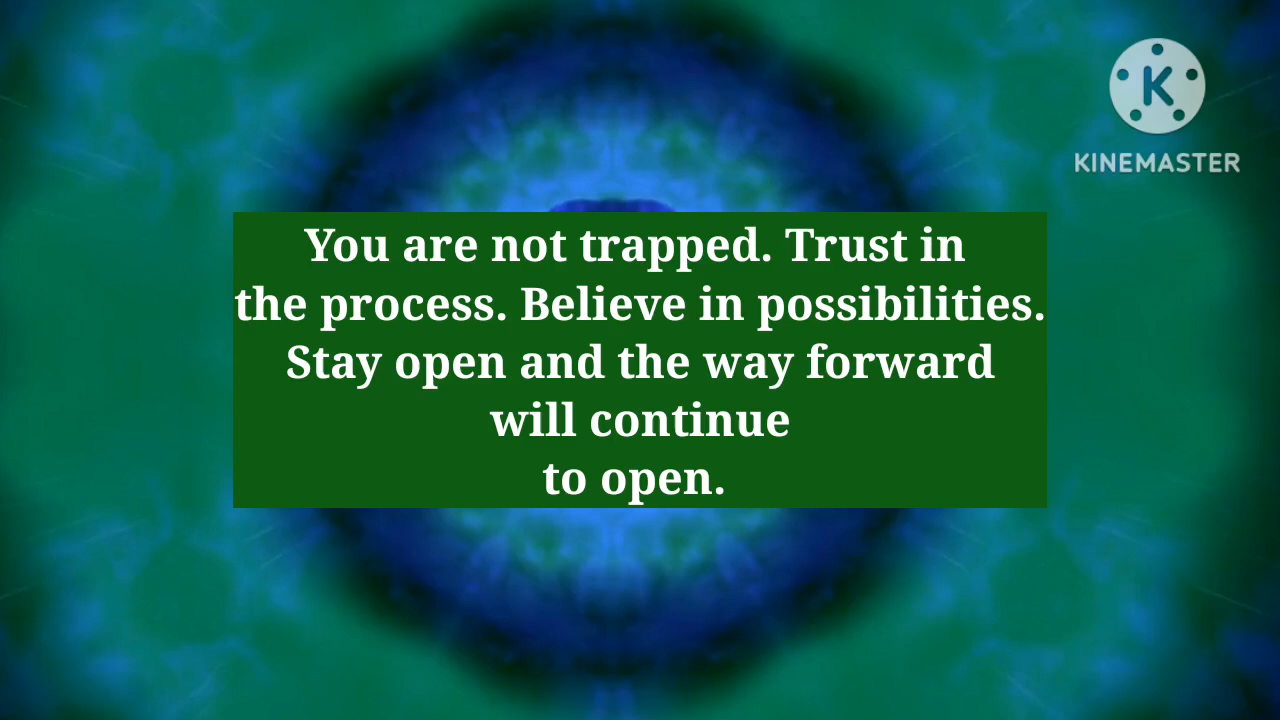 K
KINEMASTER
You are not trapped. Trust in
the process. Believe in possibilities.
Stay open and the way forward
will continue
to open.